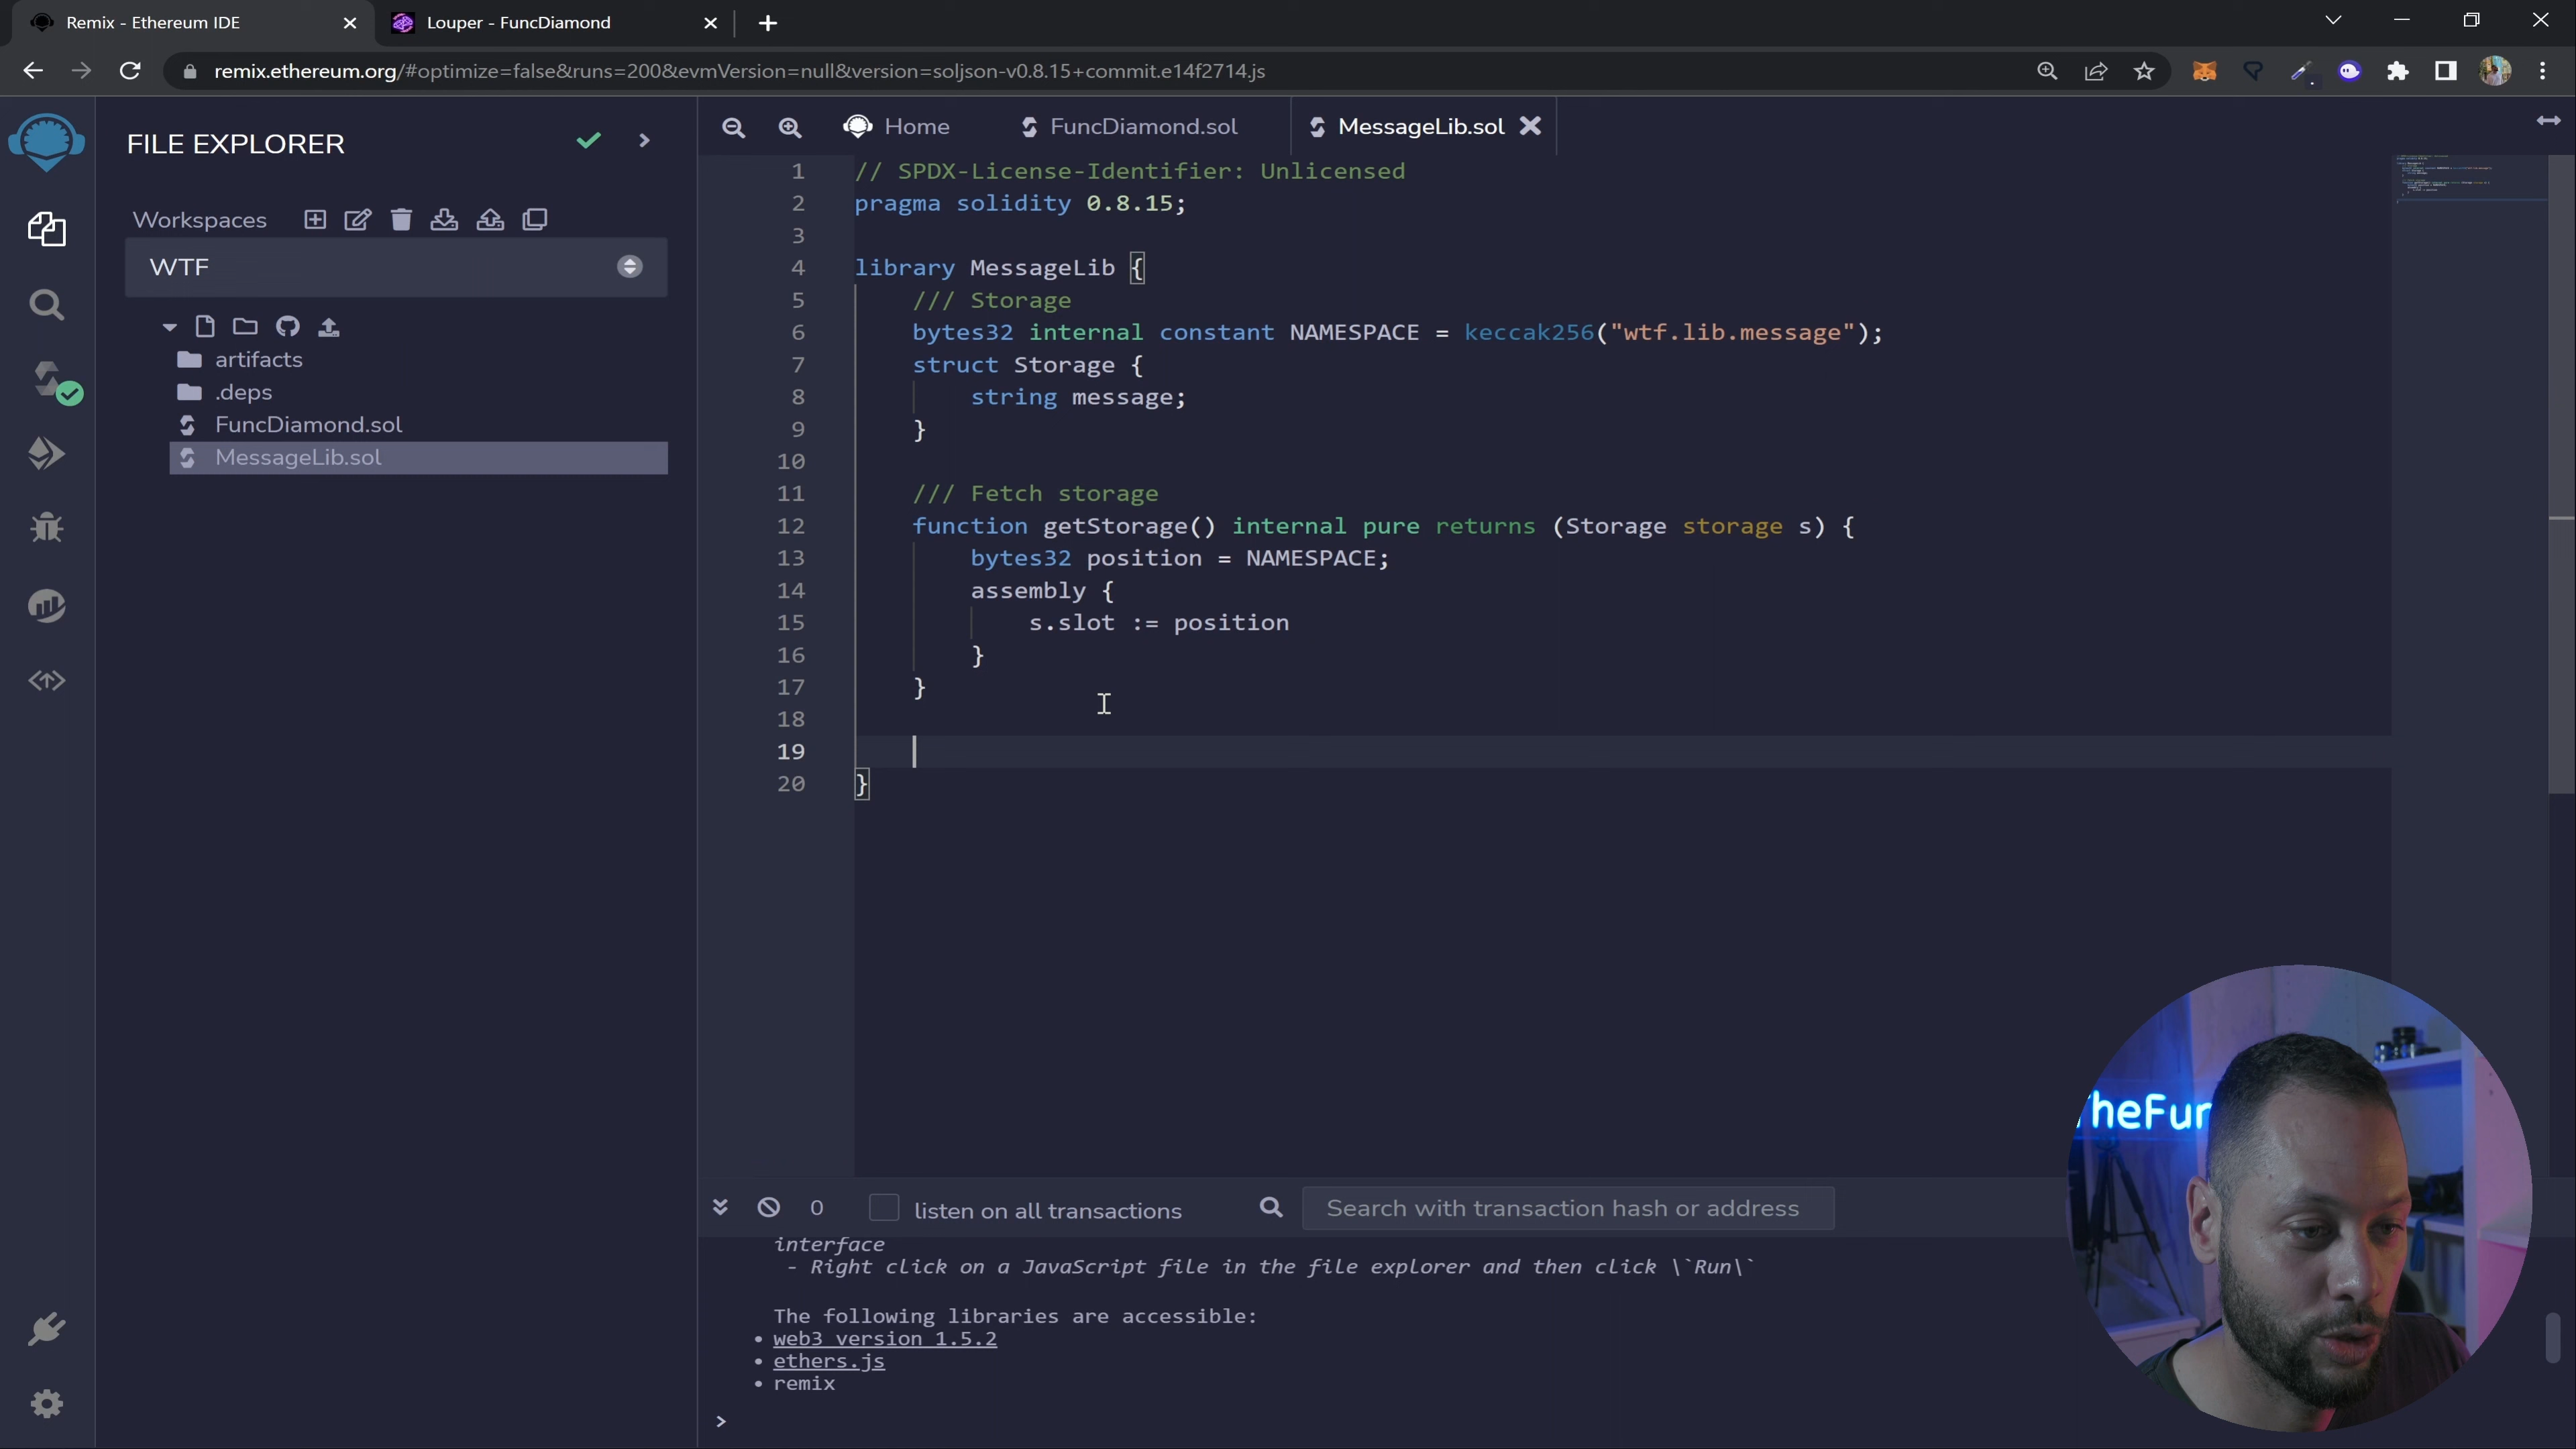 Remix - Ethereum IDE
Louper - FuncDiamond
remix.ethereum.org/#optimize=false&runs=200&evmVersion=null&version=soljson-v0.8.15+commit.e14f2714.js
FILE EXPLORER
Workspaces
WTF
artifacts
.deps
FuncDiamond.sol
MessageLib.sol
Home
FuncDiamond.sol
MessageLib.sol
1 // SPDX-License-Identifier: Unlicensed
2 pragma solidity 0.8.15;
3
4 library MessageLib {
5 /// Storage
6 bytes32 internal constant NAMESPACE = keccak256("wtf.lib.message");
7 struct Storage {
8 string message;
9 }
10
11 /// Fetch storage
12 function getStorage() internal pure returns (Storage storage s) {
13 bytes32 position = NAMESPACE;
14 assembly {
15 s.slot := position
16 }
17 }
18
19
20 }
0
listen on all transactions
Search with transaction hash or address
interface
- Right click on a JavaScript file in the file explorer and then click \`Run\`
The following libraries are accessible:
• web3 version 1.5.2
• ethers.js
• remix
>
TheFun